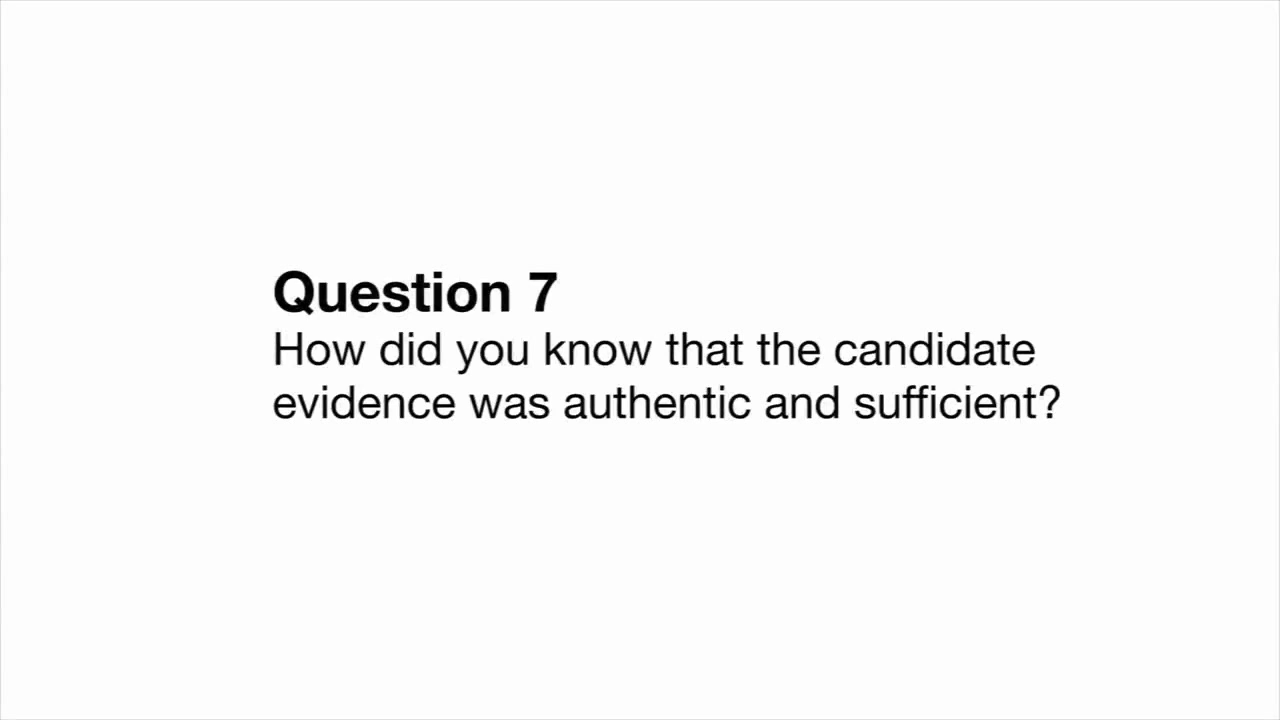 Question 7
How did you know that the candidate
evidence was authentic and sufficient?